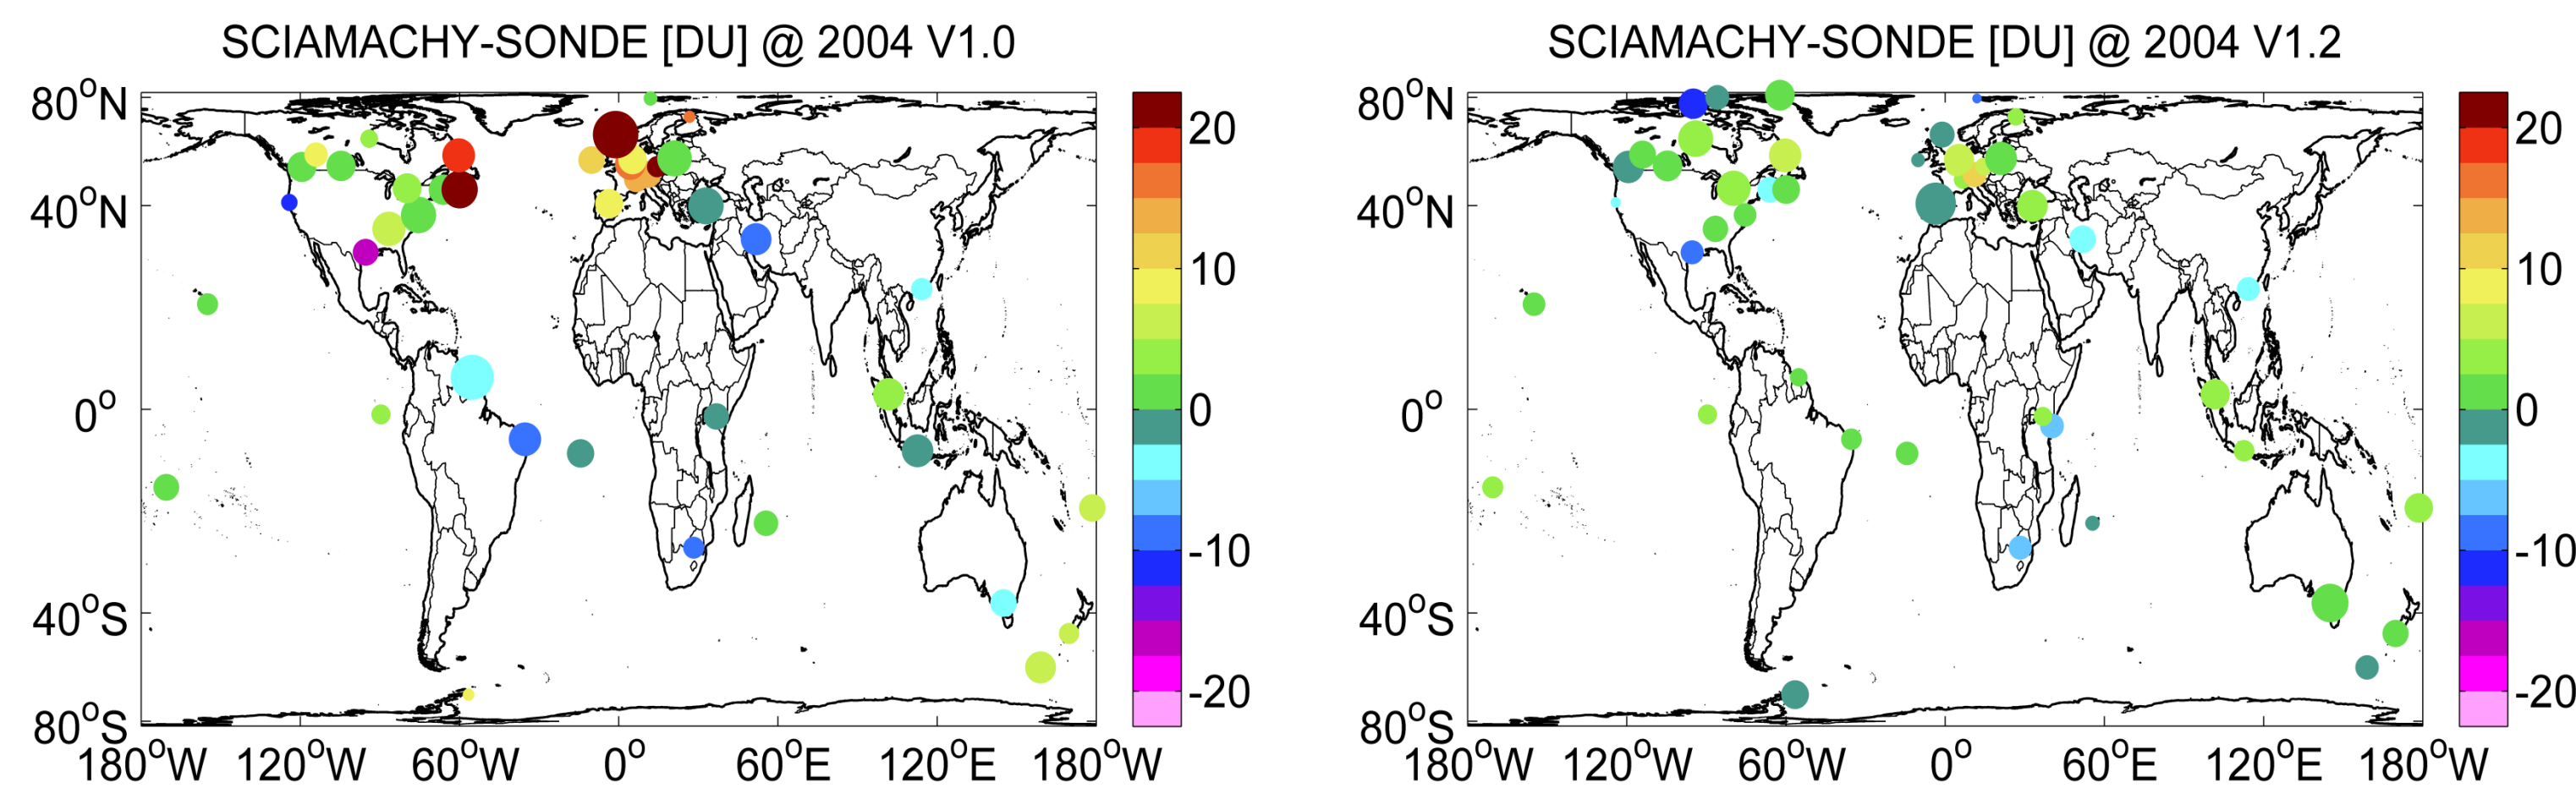 SCIAMACHY-SONDE [DU] @ 2004 V1.0
80°N
40°N
0°
40°S
80°S
180°W 120°W 60°W 0° 60°E 120°E 180°W
20
10
0
-10
-20
SCIAMACHY-SONDE [DU] @ 2004 V1.2
80°N
40°N
0°
40°S
80°S
180°W 120°W 60°W 0° 60°E 120°E 180°W
20
10
0
-10
-20